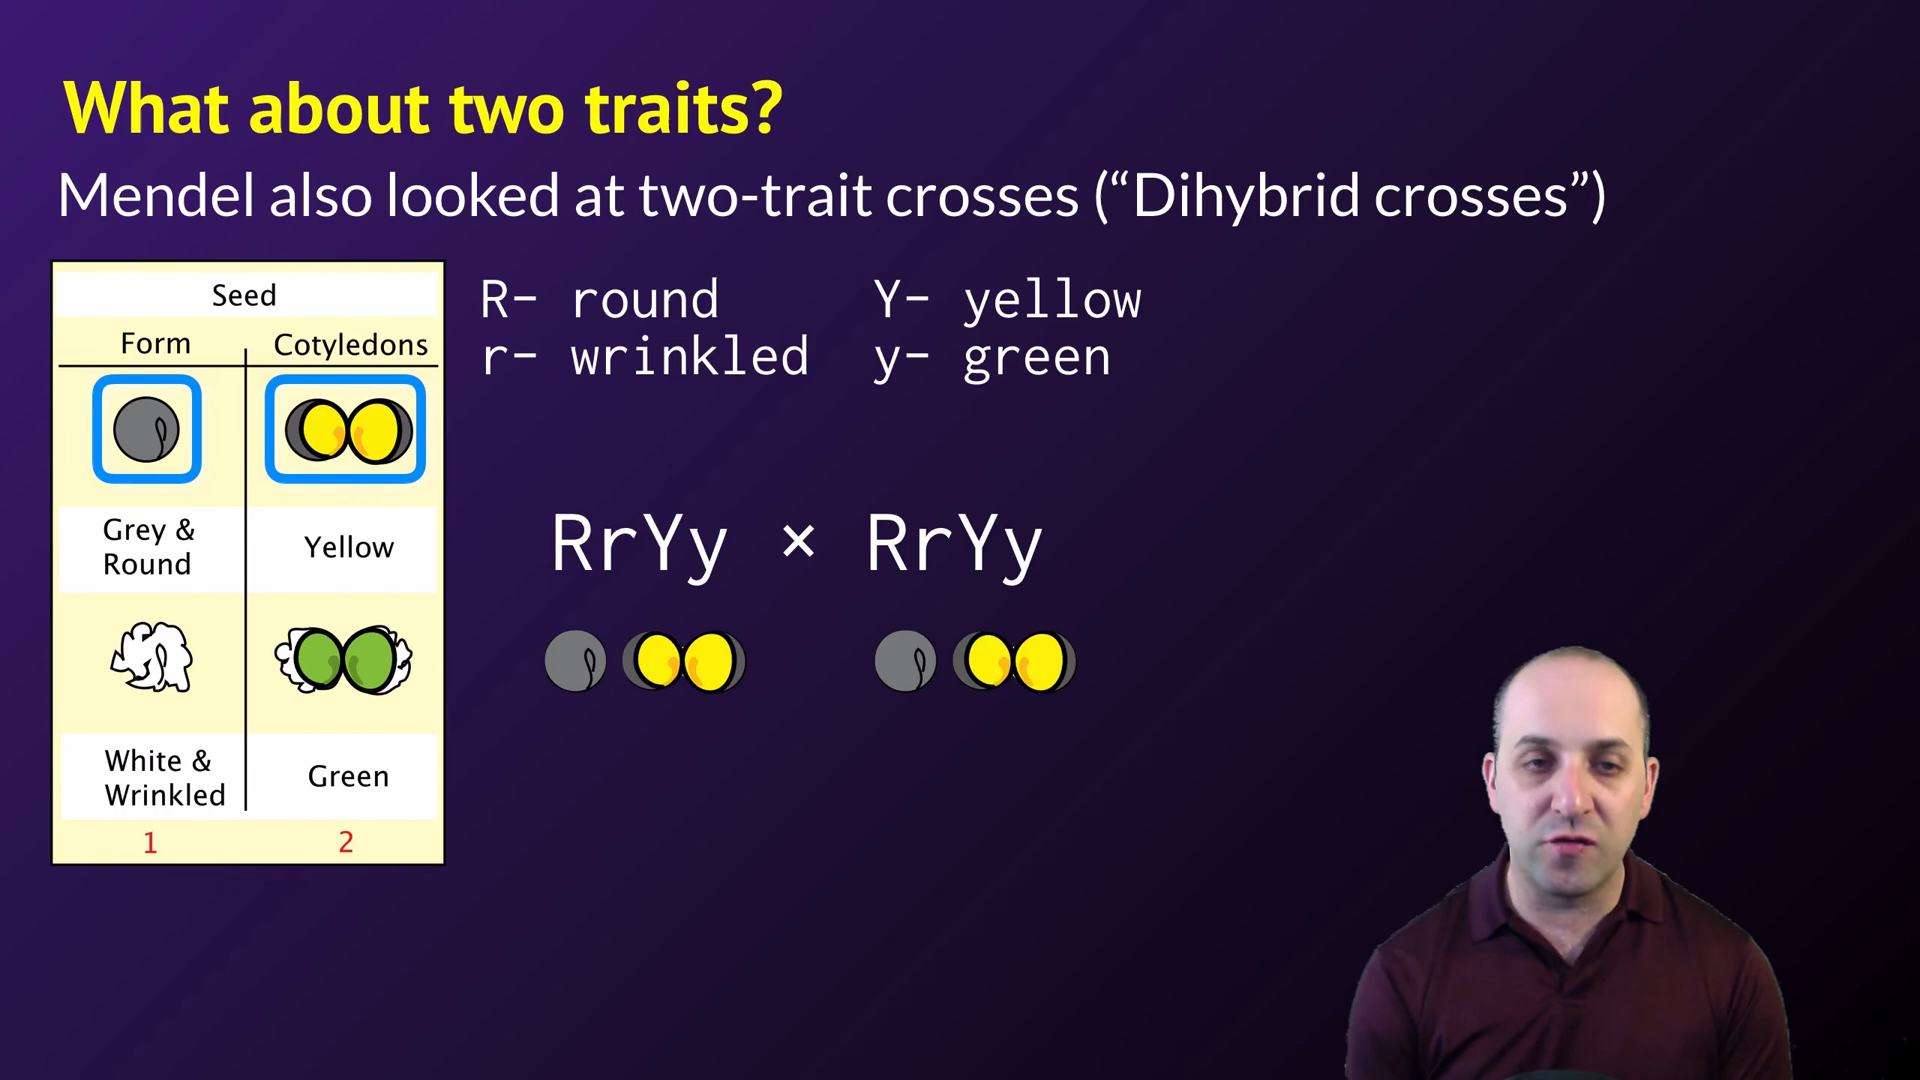 What about two traits?
Mendel also looked at two-trait crosses (“Dihybrid crosses”)
Seed
Form Cotyledons
Grey &
Round
Yellow
White &
Wrinkled
Green
1 2
R- round Y- yellow
r- wrinkled y- green
RrYy × RrYy